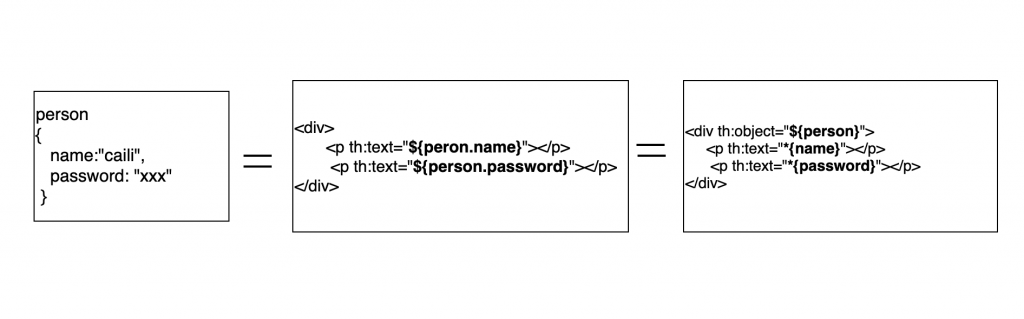 person
{
name:"caili",
password: "xxx"
}
=
<div>
<p th:text="${peron.name}"></p>
<p th:text="${person.password}"></p>
</div>
=
<div th:object="${person}">
<p th:text="*{name}"></p>
<p th:text="*{password}"></p>
</div>